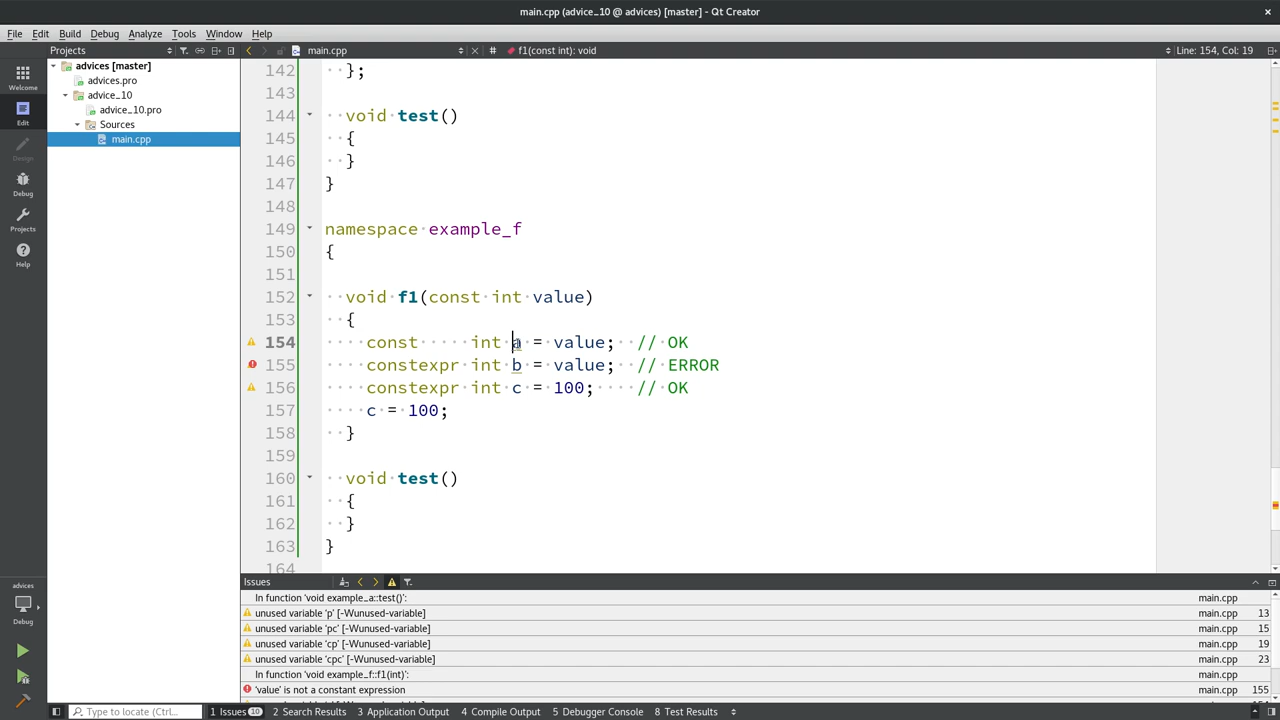 main.cpp (advice_10 @ advices) [master] - Qt Creator
File Edit Build Debug Analyze Tools Window Help
Projects
main.cpp
#
f1(const int): void
Line: 154, Col: 19
Welcome
Edit
Design
Debug
Projects
Help
advices
Debug
advices [master]
advices.pro
advice_10
advice_10.pro
Sources
main.cpp
142 };
143
144 void test()
145 {
146 }
147 }
148
149 namespace example_f
150 {
151
152 void f1(const int value)
153 {
154 const int a = value; // OK
155 constexpr int b = value; // ERROR
156 constexpr int c = 100; // OK
157 c = 100;
158 }
159
160 void test()
161 {
162 }
163 }
164
Issues
In function 'void example_a::test()': main.cpp
unused variable 'p' [-Wunused-variable] main.cpp 13
unused variable 'pc' [-Wunused-variable] main.cpp 15
unused variable 'cp' [-Wunused-variable] main.cpp 19
unused variable 'cpc' [-Wunused-variable] main.cpp 23
In function 'void example_f::f1(int)': main.cpp
'value' is not a constant expression main.cpp 155
Type to locate (Ctrl... 1 Issues 10 2 Search Results 3 Application Output 4 Compile Output 5 Debugger Console 8 Test Results